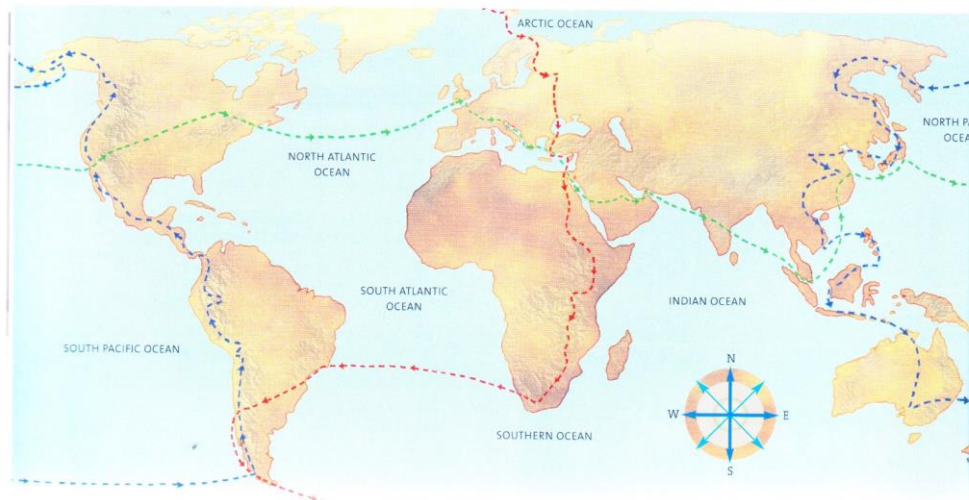 ARCTIC OCEAN
NORTH PA
OCEA
NORTH ATLANTIC
OCEAN
SOUTH ATLANTIC
OCEAN
INDIAN OCEAN
SOUTH PACIFIC OCEAN
N
W
E
S
SOUTHERN OCEAN